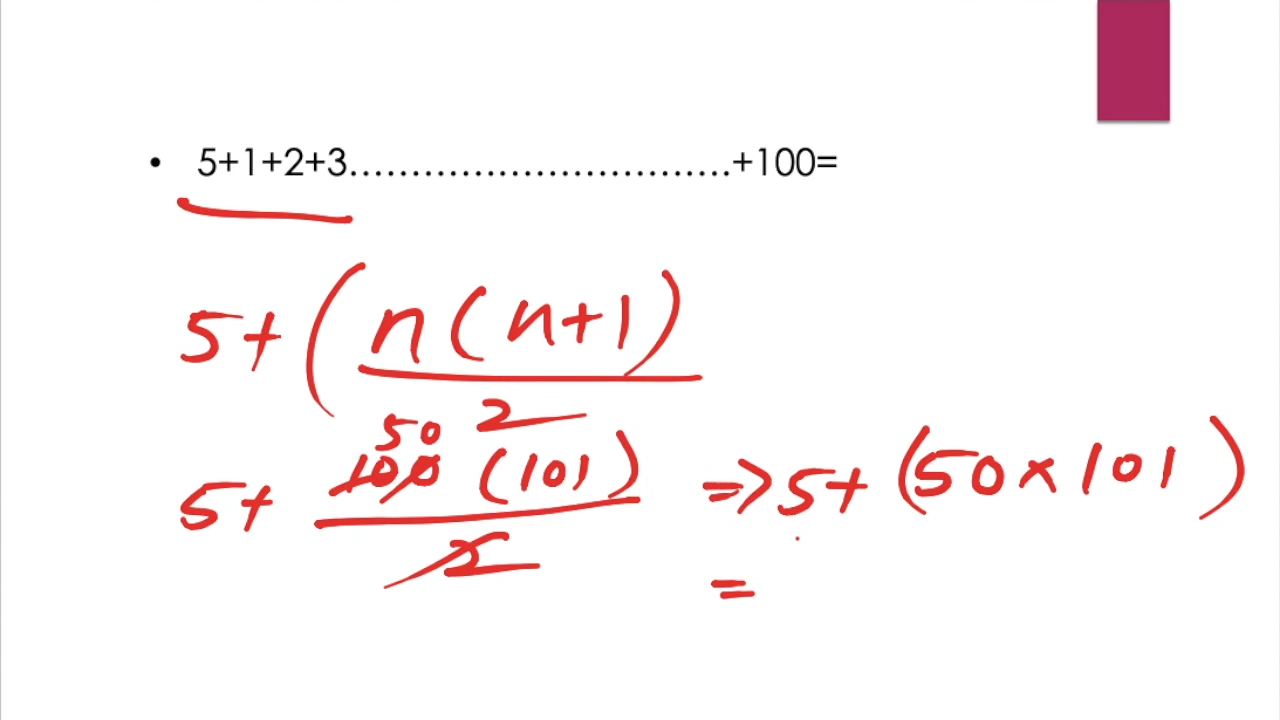 • 5+1+2+3.................................+100=
5+(n(n+1)
2
50
5+ 100 (101) => 5+ (50×101)
2
=